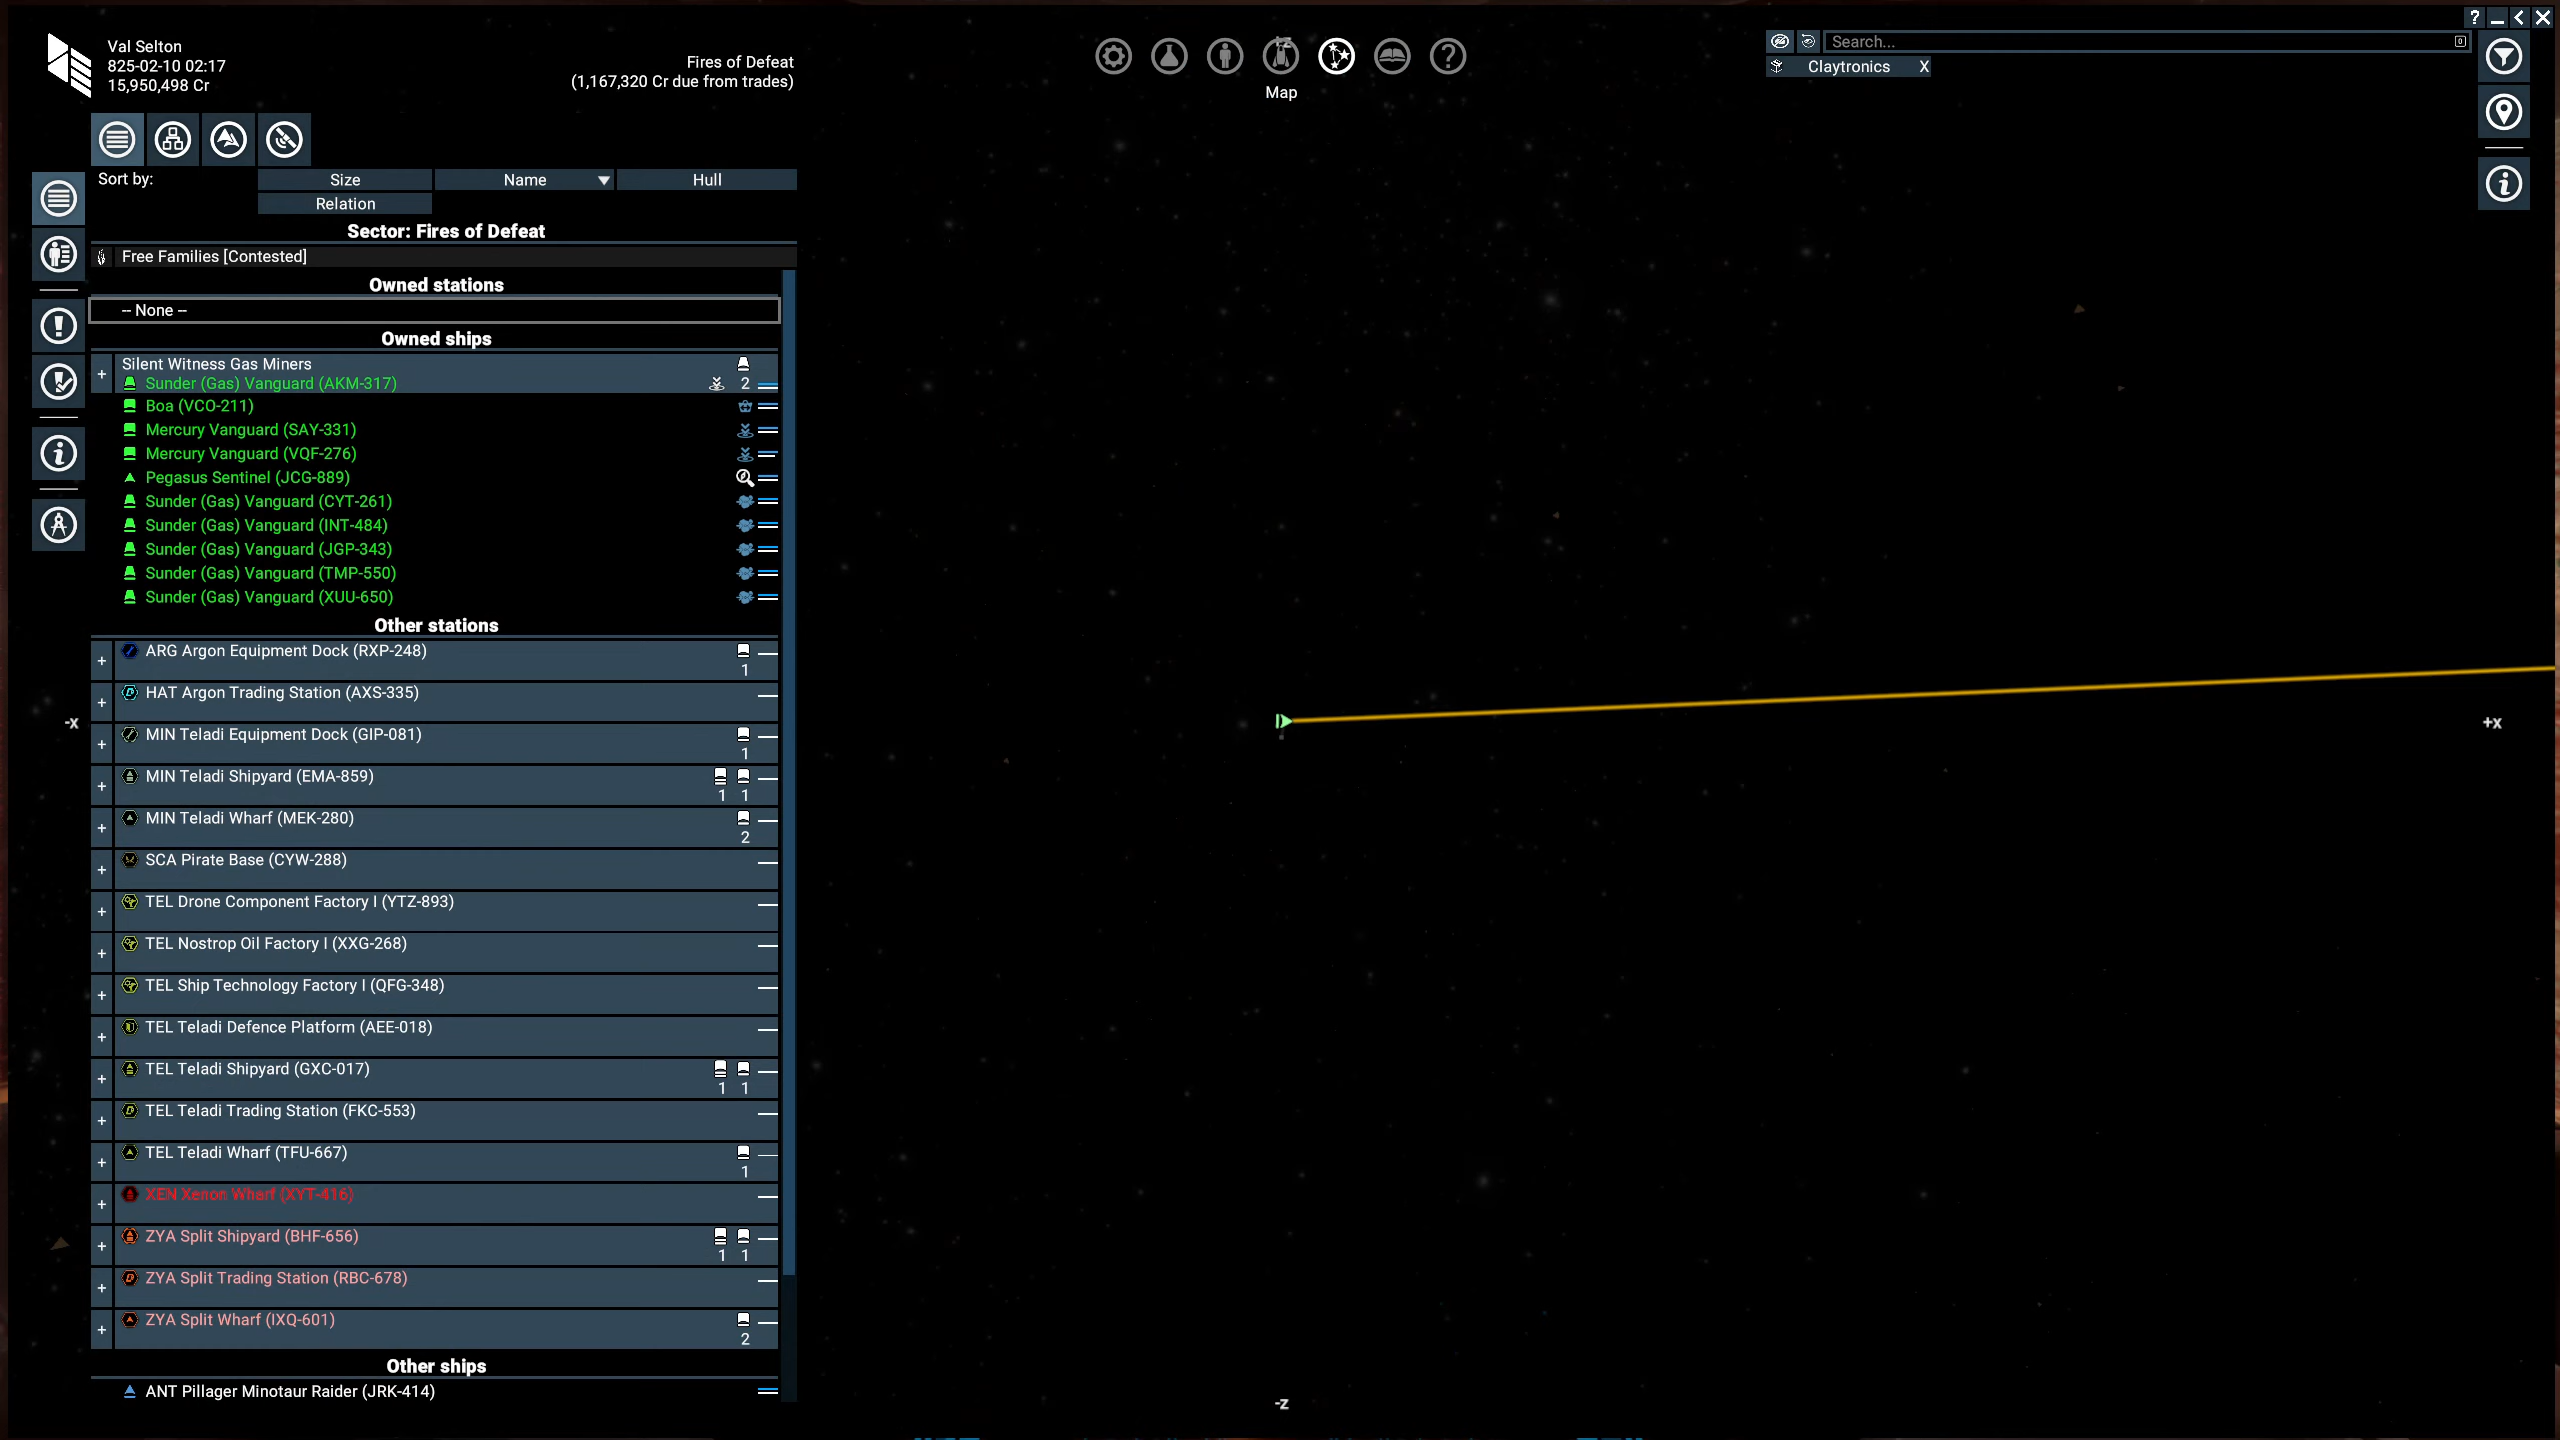 Val Selton
825-02-10 02:17
15,950,498 Cr
Fires of Defeat
(1,167,320 Cr due from trades)
+z
Map
Search...
Claytronics X
Sort by:
Size Name Hull
Relation
Sector: Fires of Defeat
Free Families [Contested]
Owned stations
-- None --
Owned ships
Silent Witness Gas Miners
Sunder (Gas) Vanguard (AKM-317) 2
Boa (VCO-211)
Mercury Vanguard (SAY-331)
Mercury Vanguard (VQF-276)
Pegasus Sentinel (JCG-889)
Sunder (Gas) Vanguard (CYT-261)
Sunder (Gas) Vanguard (INT-484)
Sunder (Gas) Vanguard (JGP-343)
Sunder (Gas) Vanguard (TMP-550)
Sunder (Gas) Vanguard (XUU-650)
Other stations
ARG Argon Equipment Dock (RXP-248)
1
HAT Argon Trading Station (AXS-335)
-x
+x
MIN Teladi Equipment Dock (GIP-081)
1
MIN Teladi Shipyard (EMA-859)
1 1
MIN Teladi Wharf (MEK-280)
2
SCA Pirate Base (CYW-288)
TEL Drone Component Factory I (YTZ-893)
TEL Nostrop Oil Factory I (XXG-268)
TEL Ship Technology Factory I (QFG-348)
TEL Teladi Defence Platform (AEE-018)
TEL Teladi Shipyard (GXC-017)
1 1
TEL Teladi Trading Station (FKC-553)
TEL Teladi Wharf (TFU-667)
1
XEN Xenon Wharf (XYT-416)
ZYA Split Shipyard (BHF-656)
1 1
ZYA Split Trading Station (RBC-678)
ZYA Split Wharf (IXQ-601)
2
Other ships
ANT Pillager Minotaur Raider (JRK-414)
-z